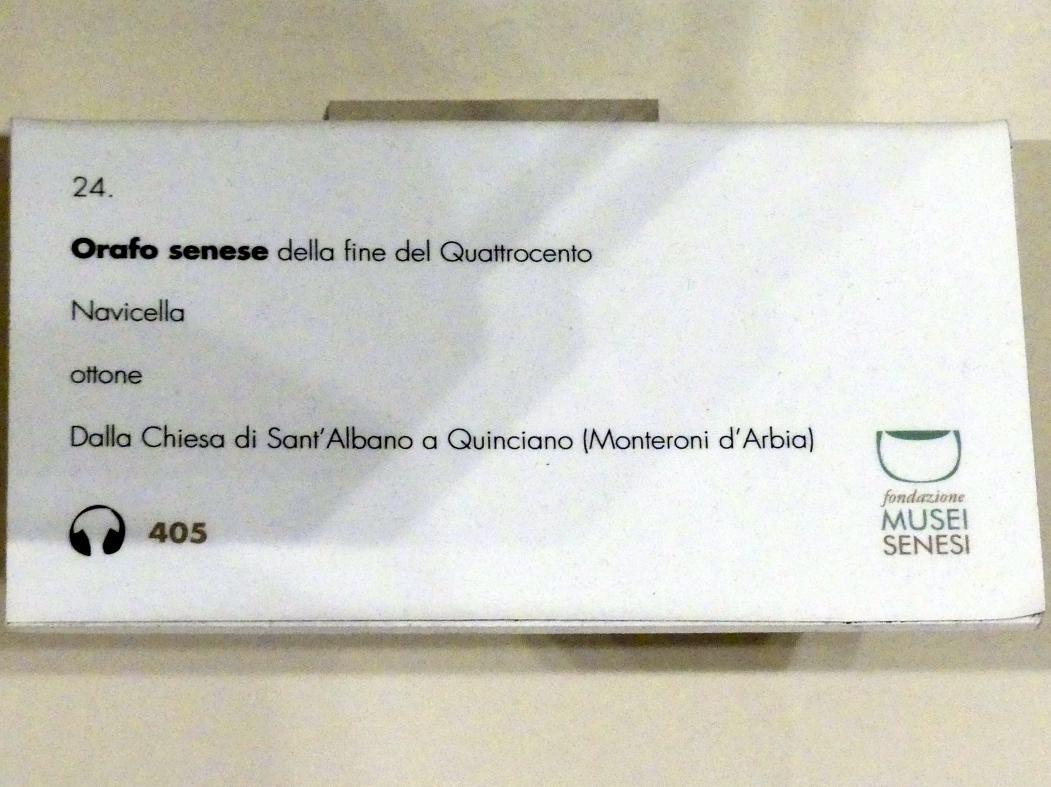 24.
Orafo senese della fine del Quattrocento
Navicella
ottone
Dalla Chiesa di Sant'Albano a Quinciano (Monteroni d'Arbia)
405
fondazione
MUSEI
SENESI